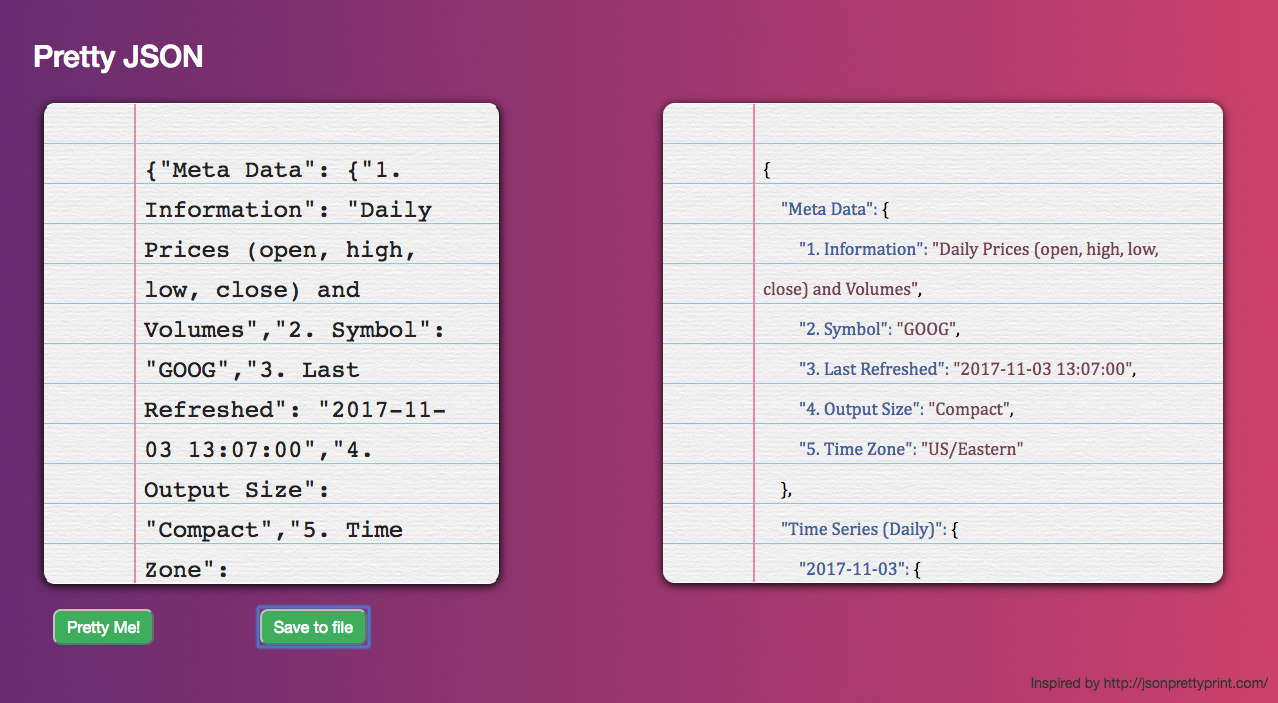 Pretty JSON
{"Meta Data": {"1.
Information": "Daily
Prices (open, high,
low, close) and
Volumes","2. Symbol":
"GOOG","3. Last
Refreshed": "2017-11-
03 13:07:00","4.
Output Size":
"Compact","5. Time
Zone":
{
"Meta Data": {
"1. Information": "Daily Prices (open, high, low,
close) and Volumes",
"2. Symbol": "GOOG",
"3. Last Refreshed": "2017-11-03 13:07:00",
"4. Output Size": "Compact",
"5. Time Zone": "US/Eastern"
},
"Time Series (Daily)": {
"2017-11-03": {
Pretty Me!
Save to file
Inspired by http://jsonprettyprint.com/